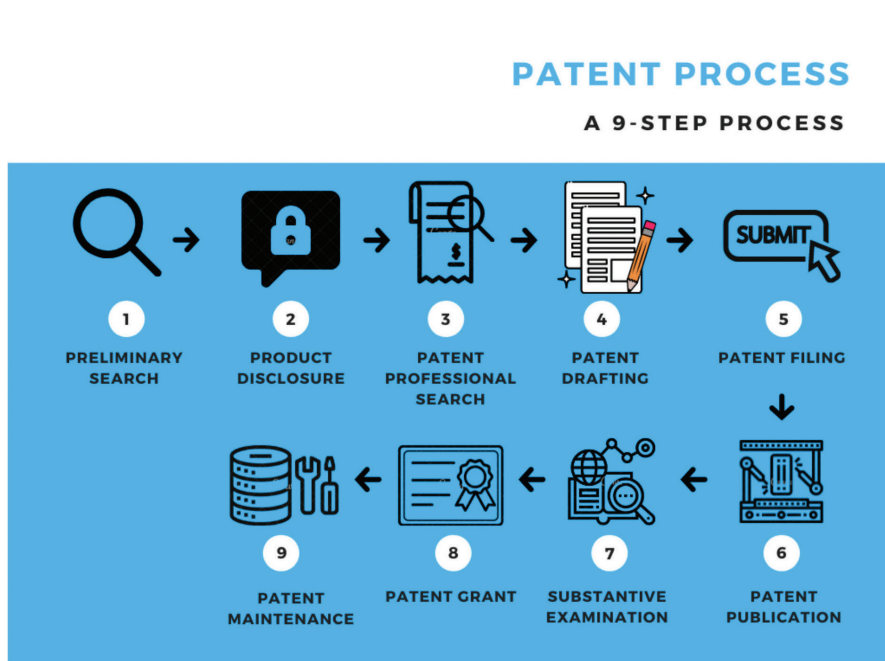 PATENT PROCESS
A 9-STEP PROCESS
SUBMIT
1
2
3
4
5
PRELIMINARY
SEARCH
PRODUCT
DISCLOSURE
PATENT
PROFESSIONAL
SEARCH
PATENT
DRAFTING
PATENT FILING
$
9
8
7
6
PATENT
MAINTENANCE
PATENT GRANT
SUBSTANTIVE
EXAMINATION
PATENT
PUBLICATION